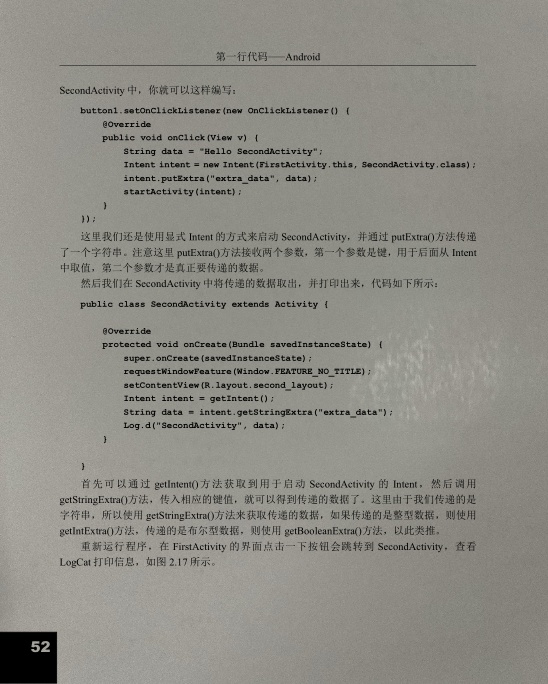 第一行代码——Android
SecondActivity 中，你就可以这样编写：
button1.setOnClickListener(new OnClickListener() {
@Override
public void onClick(View v) {
String data = "Hello SecondActivity";
Intent intent = new Intent(FirstActivity.this, SecondActivity.class);
intent.putExtra("extra_data", data);
startActivity(intent);
}
});
这里我们还是使用显式 Intent 的方式来启动 SecondActivity，并通过 putExtra()方法传递
了一个字符串。注意这里 putExtra()方法接收两个参数，第一个参数是键，用于后面从 Intent
中取值，第二个参数才是真正要传递的数据。
然后我们在 SecondActivity 中将传递的数据取出，并打印出来，代码如下所示：
public class SecondActivity extends Activity {
@Override
protected void onCreate(Bundle savedInstanceState) {
super.onCreate(savedInstanceState);
requestWindowFeature(Window.FEATURE_NO_TITLE);
setContentView(R.layout.second_layout);
Intent intent = getIntent();
String data = intent.getStringExtra("extra_data");
Log.d("SecondActivity", data);
}
}
首先可以通过 getIntent()方法获取到用于启动 SecondActivity 的 Intent，然后调用
getStringExtra()方法，传入相应的键值，就可以得到传递的数据了。这里由于我们传递的是
字符串，所以使用 getStringExtra()方法来获取传递的数据，如果传递的是整型数据，则使用
getIntExtra()方法，传递的是布尔型数据，则使用 getBooleanExtra()方法，以此类推。
重新运行程序，在 FirstActivity 的界面点击一下按钮会跳转到 SecondActivity，查看
LogCat 打印信息，如图 2.17 所示。
52